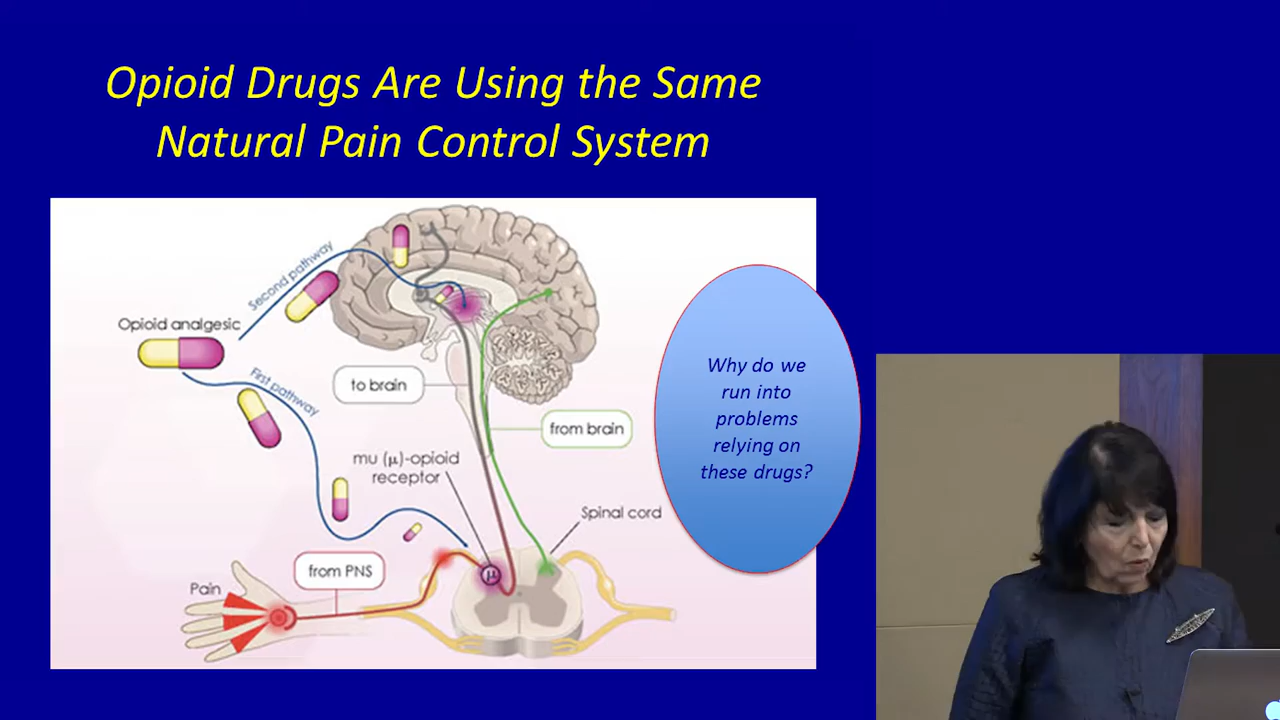 Opioid Drugs Are Using the Same
Natural Pain Control System
Second pathway
Opioid analgesic
First pathway
to brain
from brain
mu (μ)-opioid
receptor
Spinal cord
from PNS
μ
Pain
Why do we
run into
problems
relying on
these drugs?